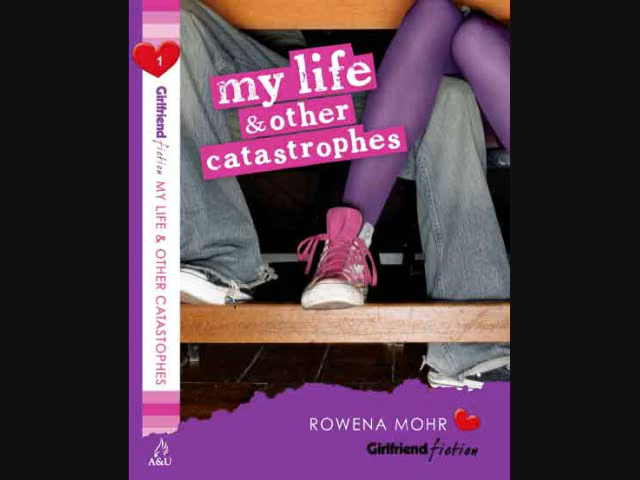 1
Girlfriend fiction MY LIFE & OTHER CATASTOPHES
A&U
my life
& other
catastrophes
ROWENA MOHR
Girlfriend fiction